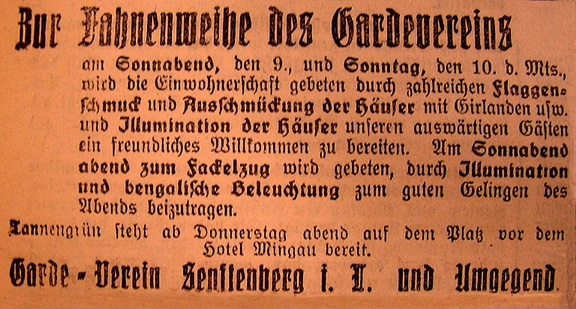 Zur Fahnenweihe des Gardevereins
am Sonnabend, den 9., und Sonntag, den 10. d. Mts.,
wird die Einwohnerschaft gebeten durch zahlreichen Flaggen-
schmuck und Ausschmückung der Häuser mit Girlanden usw.
und Illumination der Häuser unseren auswärtigen Gästen
ein freundliches Willkommen zu bereiten. Am Sonnabend
abend zum Fackelzug wird gebeten, durch Illumination
und bengalische Beleuchtung zum guten Gelingen des
Abends beizutragen.
Tannengrün steht ab Donnerstag abend auf dem Platz vor dem
Hotel Mingau bereit.
Garde-Verein Senftenberg i. L. und Umgegend.